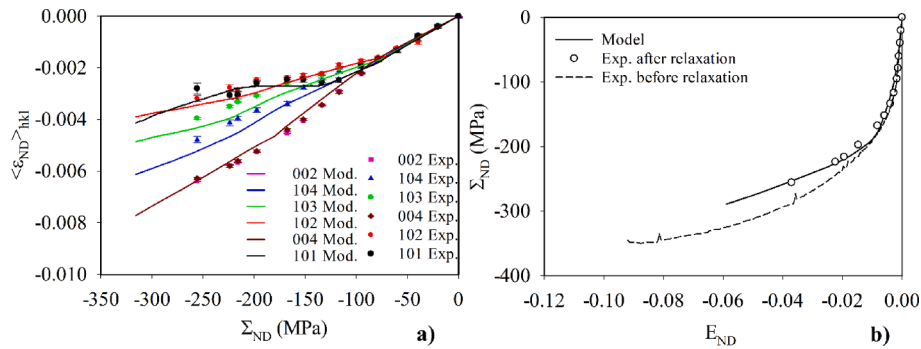 0.000
-0.002
-0.004
-0.006
-0.008
-0.010
<ε_ND>_hkl
-350 -300 -250 -200 -150 -100 -50 0
Σ_ND (MPa)
a)
002 Mod.
104 Mod.
103 Mod.
102 Mod.
004 Mod.
101 Mod.
002 Exp.
104 Exp.
103 Exp.
004 Exp.
102 Exp.
101 Exp.
Model
Exp. after relaxation
Exp. before relaxation
0
-100
-200
-300
-400
Σ_ND (MPa)
-0.12 -0.10 -0.08 -0.06 -0.04 -0.02 0.00
E_ND
b)